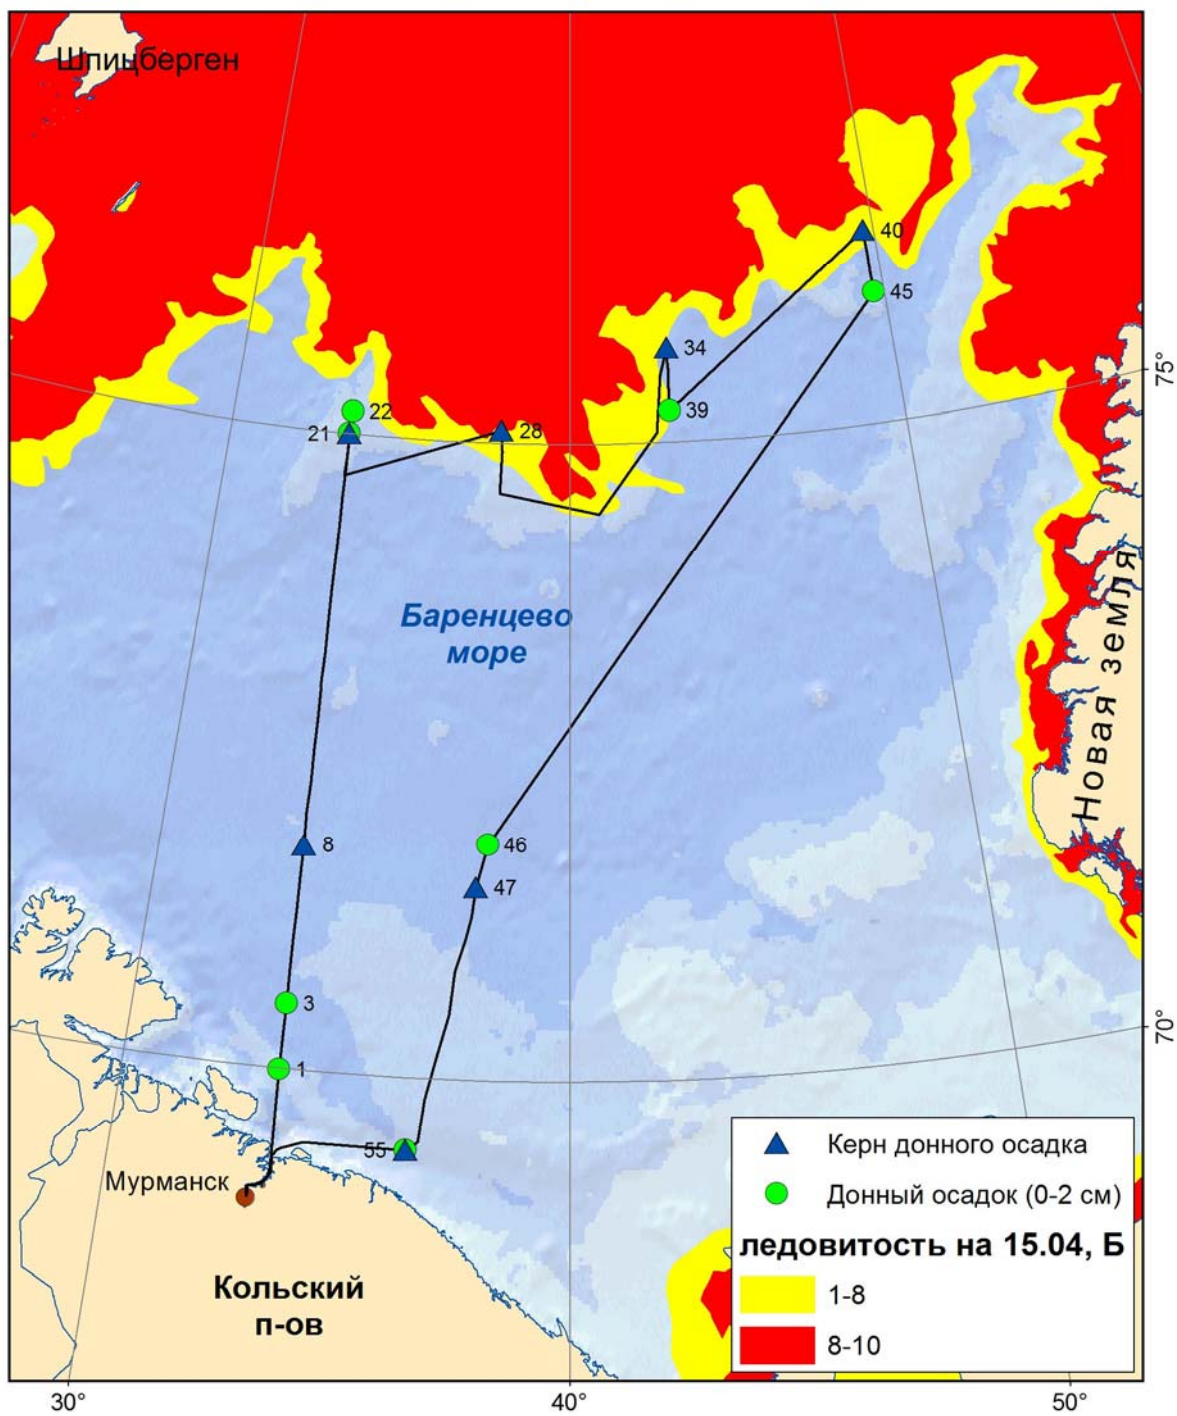 Шпицберген
40
45
34
39
22
21
28
75°
Баренцево
море
Новая земля
8
46
47
3
1
70°
55
Мурманск
Кольский
п-ов
Керн донного осадка
Донный осадок (0-2 см)
ледовитость на 15.04, Б
1-8
8-10
30°
40°
50°